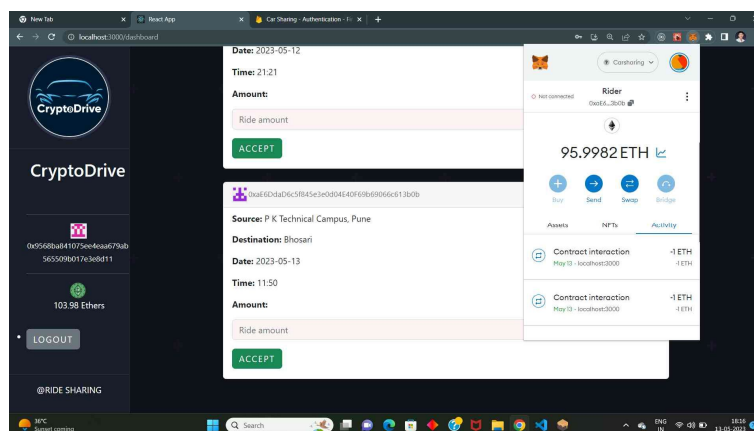 New Tab
React App
Car Sharing - Authentication - Fi
localhost:3000/dashboard
CryptoDrive
CryptoDrive
0x9568ba841075ee4eaa679ab
565509b017e3e8d11
103.98 Ethers
LOGOUT
@RIDE SHARING
Date: 2023-05-12
Time: 21:21
Amount:
Ride amount
ACCEPT
0xaE6DdaD6c5f845e3e0d04E40F69b69066c613b0b
Source: P K Technical Campus, Pune
Destination: Bhosari
Date: 2023-05-13
Time: 11:50
Amount:
Ride amount
ACCEPT
Carsharing
Not connected
Rider
0xaE6...3b0b
95.9982 ETH
Buy Send Swap Bridge
Assets NFTs Activity
Contract interaction -1 ETH
May 13 - localhost:3000 -1 ETH
Contract interaction -1 ETH
May 13 - localhost:3000 -1 ETH
36°C
Sunset coming
Search
ENG
IN
18:16
13-05-2023